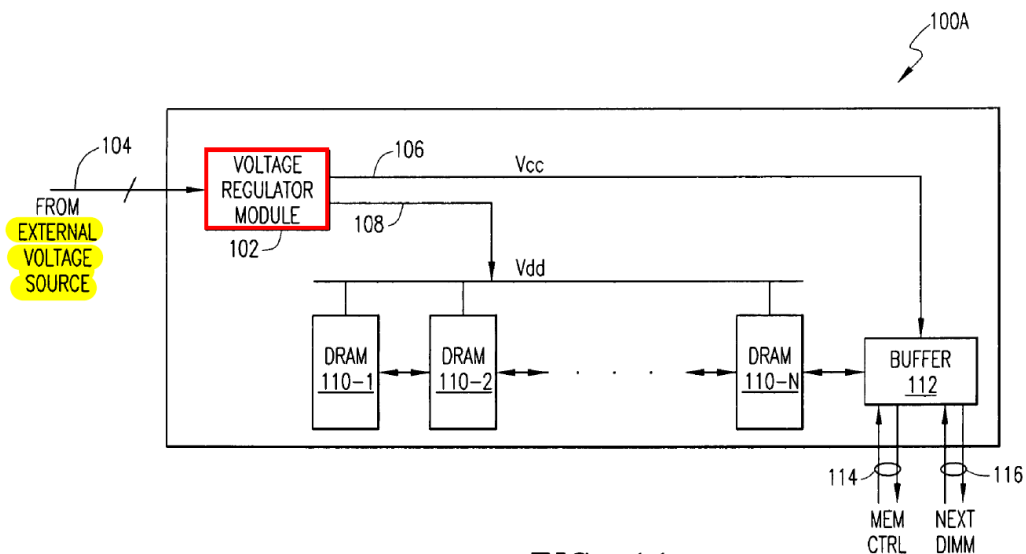 100A
104
FROM
EXTERNAL
VOLTAGE
SOURCE
VOLTAGE
REGULATOR
MODULE
102
106
Vcc
108
Vdd
DRAM
110-1
DRAM
110-2
. . .
DRAM
110-N
BUFFER
112
114
116
MEM
CTRL
NEXT
DIMM